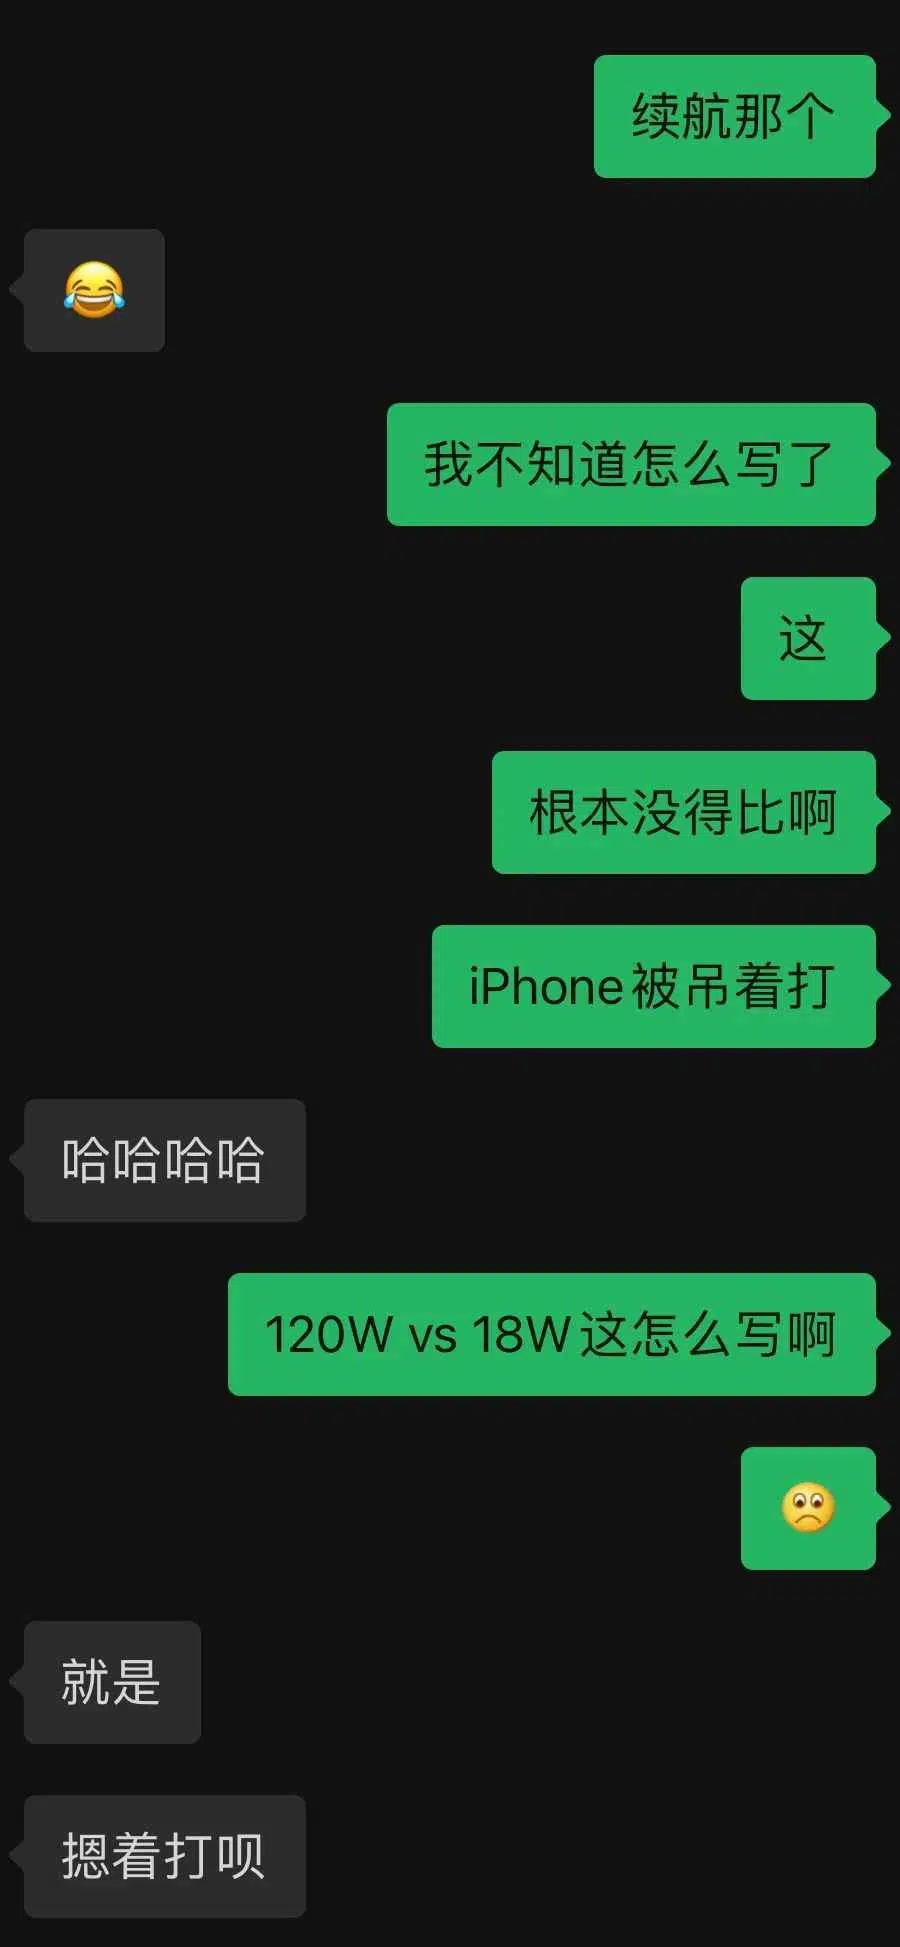 续航那个
😂
我不知道怎么写了
这
根本没得比啊
iPhone被吊着打
哈哈哈哈
120W vs 18W这怎么写啊
🙁
就是
摁着打呗